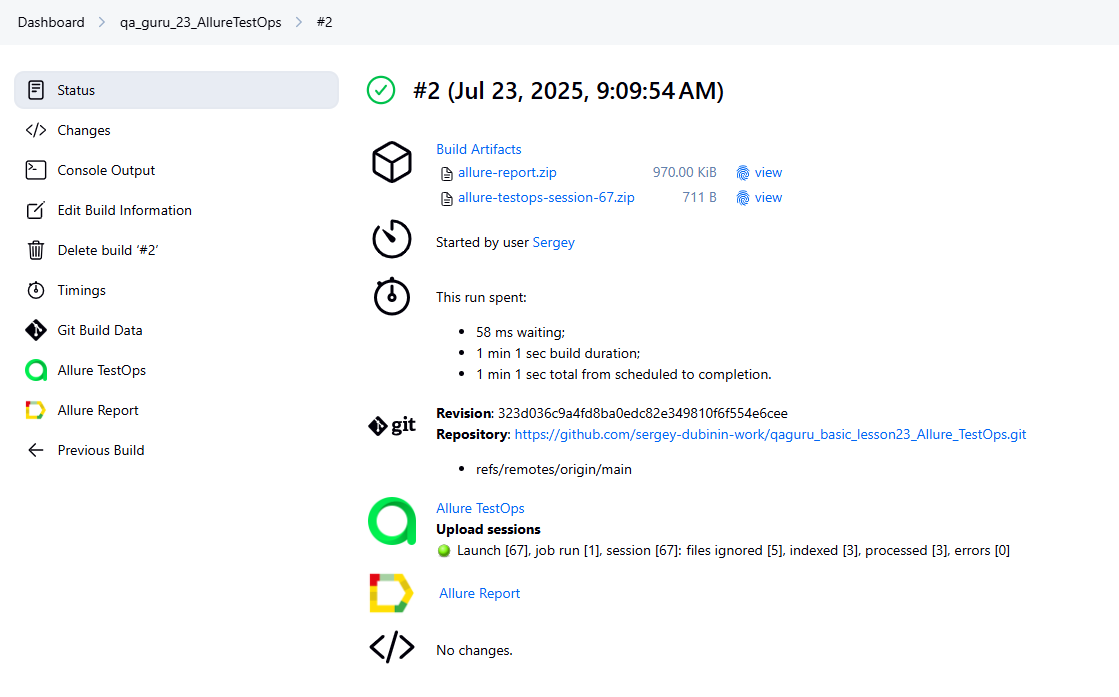 Dashboard > qa_guru_23_AllureTestOps > #2
Status
Changes
Console Output
Edit Build Information
Delete build ‘#2’
Timings
Git Build Data
Allure TestOps
Allure Report
Previous Build
#2 (Jul 23, 2025, 9:09:54 AM)
Build Artifacts
allure-report.zip 970.00 KiB view
allure-testops-session-67.zip 711 B view
Started by user Sergey
This run spent:
• 58 ms waiting;
• 1 min 1 sec build duration;
• 1 min 1 sec total from scheduled to completion.
git
Revision: 323d036c9a4fd8ba0edc82e349810f6f554e6cee
Repository: https://github.com/sergey-dubinin-work/qaguru_basic_lesson23_Allure_TestOps.git
• refs/remotes/origin/main
Allure TestOps
Upload sessions
Launch [67], job run [1], session [67]: files ignored [5], indexed [3], processed [3], errors [0]
Allure Report
No changes.